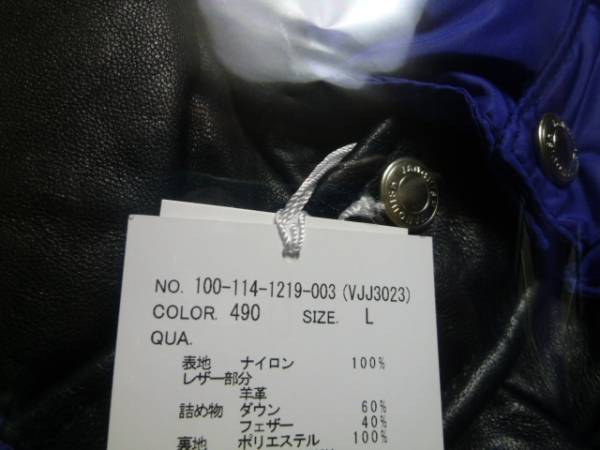 NO. 100-114-1219-003 (VJJ3023)
COLOR. 490 SIZE. L
QUA.
表地 ナイロン 100%
レザー部分
羊革
詰め物 ダウン 60%
フェザー 40%
裏地 ポリエステル 100%